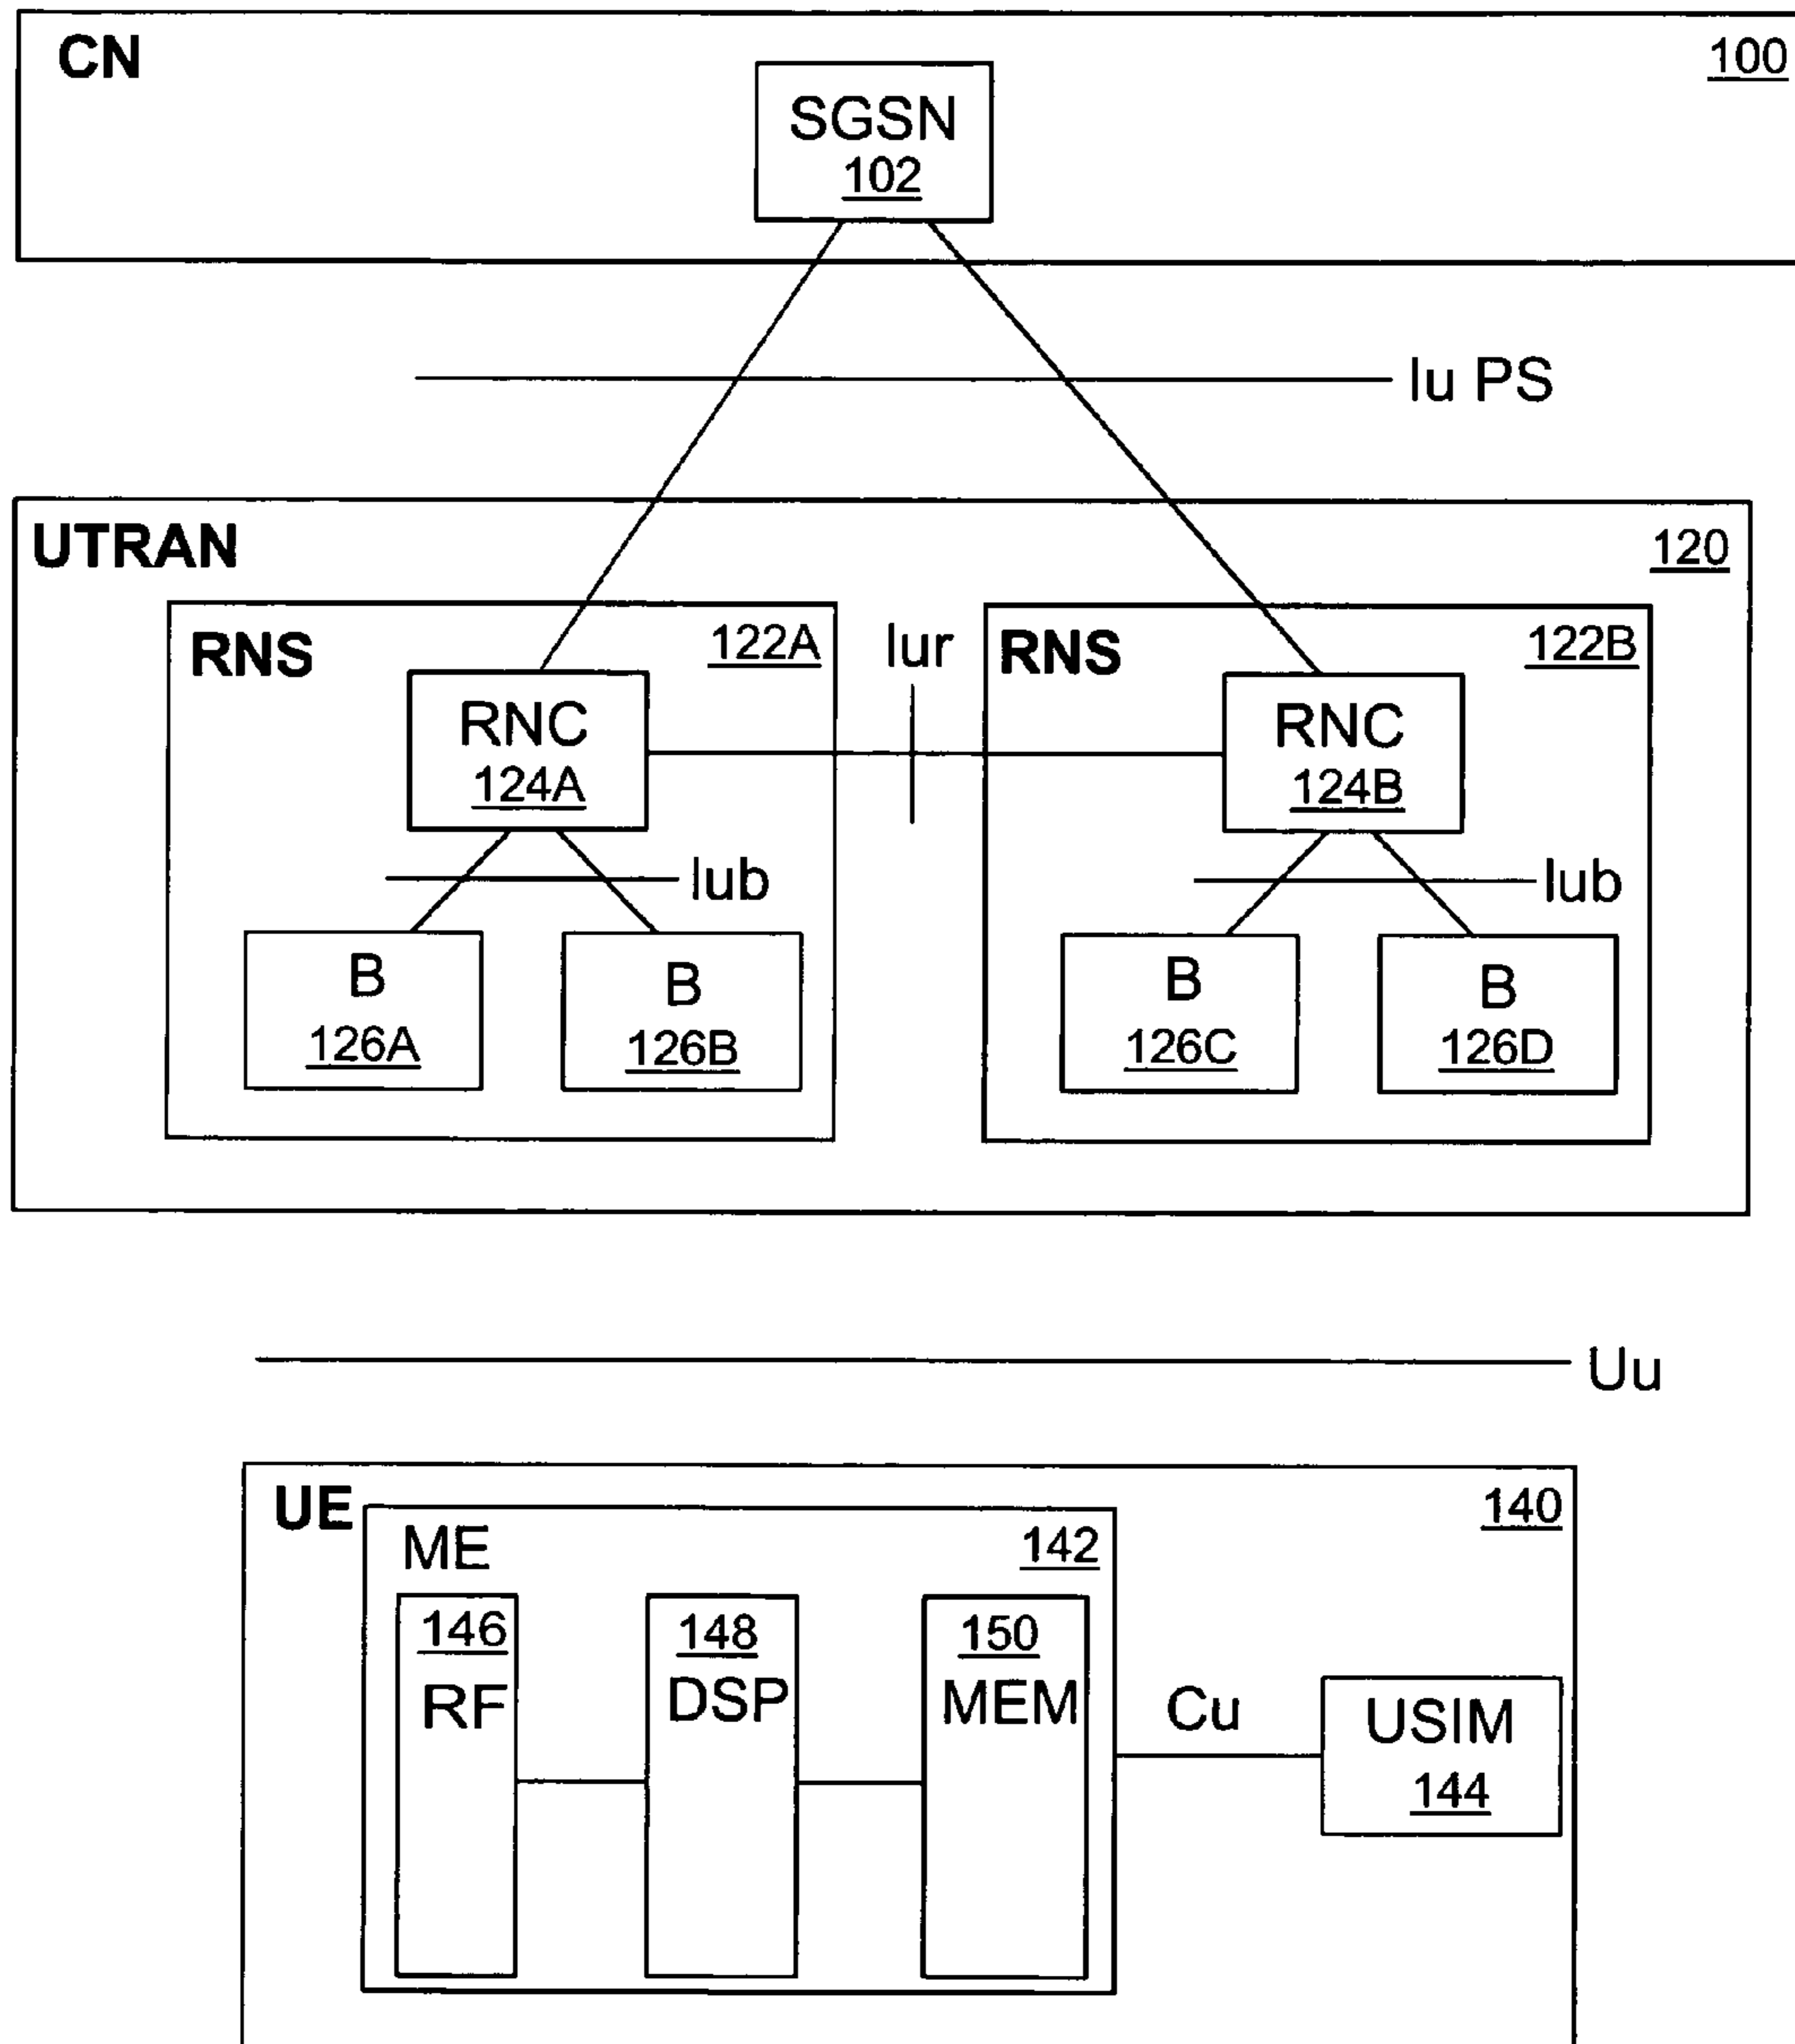 CN
100
SGSN
102
Iu PS
UTRAN
120
RNS
122A
Iur
RNS
122B
RNC
124A
RNC
124B
Iub
Iub
B
126A
B
126B
B
126C
B
126D
Uu
UE
140
ME
142
146
RF
148
DSP
150
MEM
Cu
USIM
144